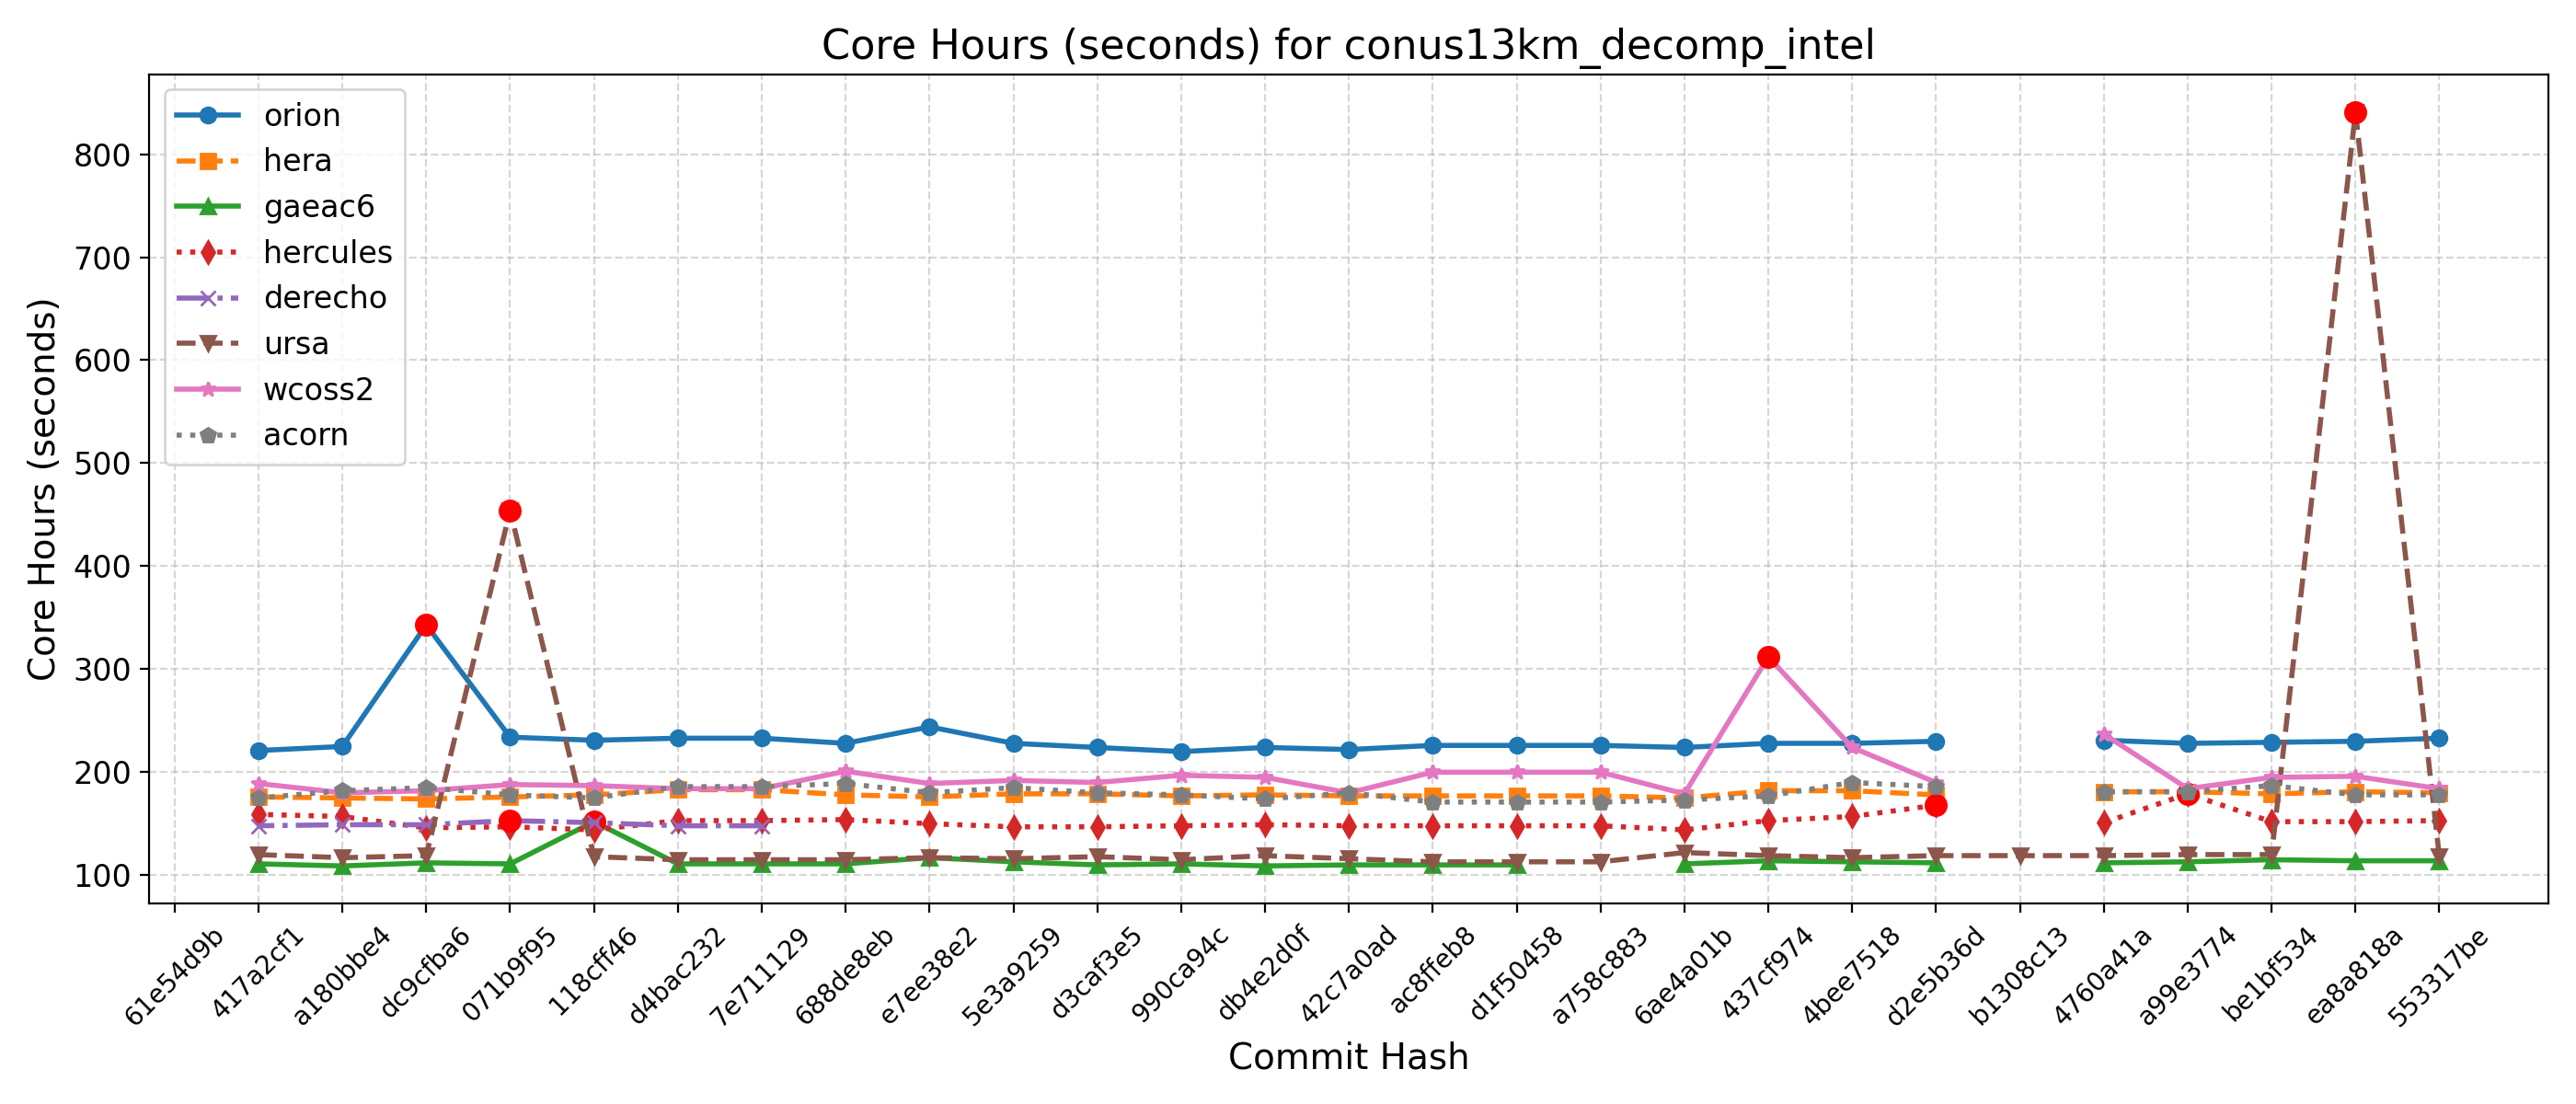 Core Hours (seconds) for conus13km_decomp_intel
orion
hera
gaeac6
hercules
derecho
ursa
wcoss2
acorn
Core Hours (seconds)
800
700
600
500
400
300
200
100
61e54d9b
417a2cf1
a180bbe4
dc9cfba6
071b9f95
118cff46
d4bac232
7e711129
688de8eb
e7ee38e2
5e3a9259
d3caf3e5
990ca94c
db4e2d0f
42c7a0ad
ac8ffeb8
d1f50458
a758c883
6ae4a01b
437cf974
4bee7518
d2e5b36d
b1308c13
4760a41a
a99e3774
be1bf534
ea8a818a
553317be
Commit Hash